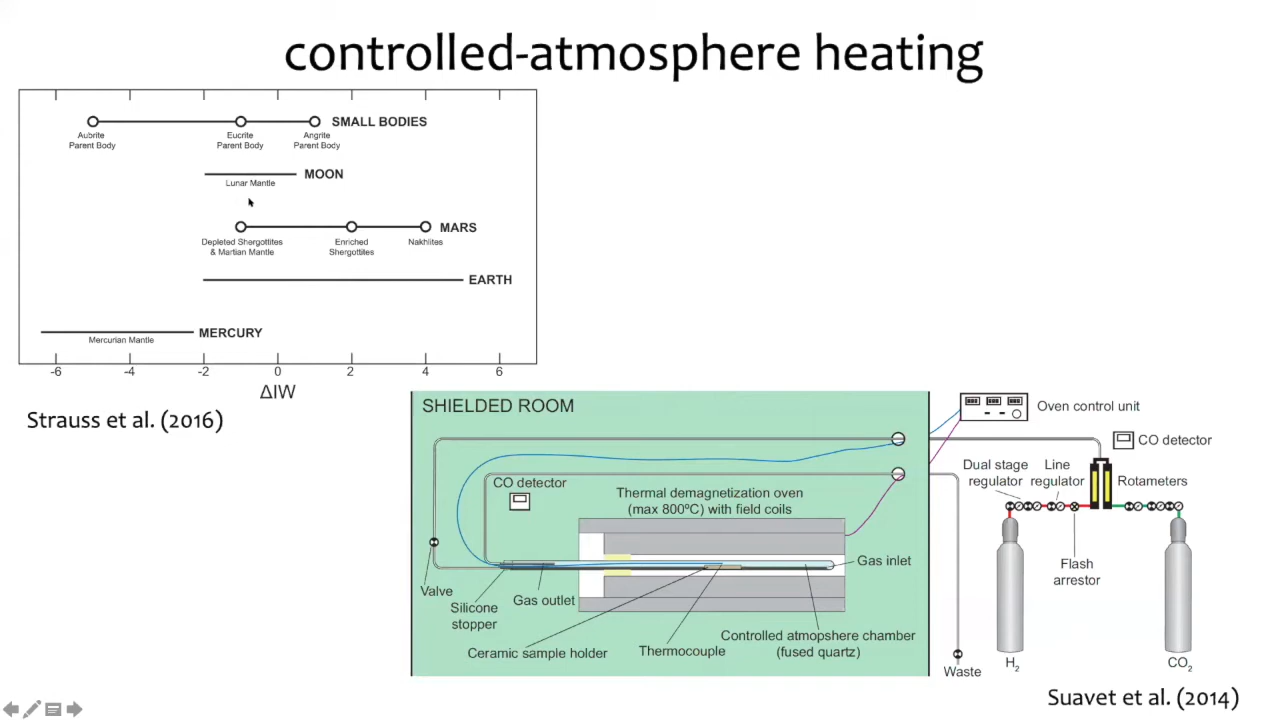 controlled-atmosphere heating
SMALL BODIES
Aubrite
Parent Body
Eucrite
Parent Body
Angrite
Parent Body
MOON
Lunar Mantle
MARS
Depleted Shergottites
& Martian Mantle
Enriched
Shergottites
Nakhlites
EARTH
MERCURY
Mercurian Mantle
-6 -4 -2 0 2 4 6
ΔIW
Strauss et al. (2016)
SHIELDED ROOM
CO detector
Thermal demagnetization oven
(max 800ºC) with field coils
Valve
Silicone
stopper
Gas outlet
Gas inlet
Ceramic sample holder
Thermocouple
Controlled atmopshere chamber
(fused quartz)
Oven control unit
CO detector
Dual stage
regulator
Line
regulator
Rotameters
Flash
arrestor
Waste
H2
CO2
Suavet et al. (2014)